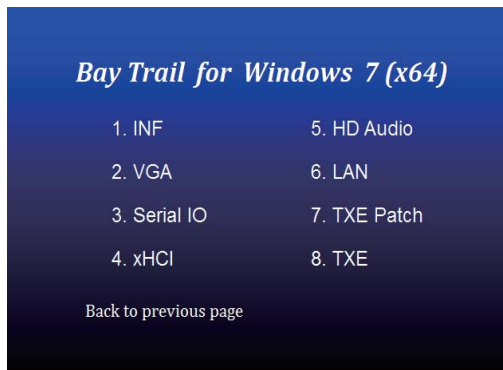 Bay Trail for Windows 7 (x64)
1. INF
2. VGA
3. Serial IO
4. xHCI
5. HD Audio
6. LAN
7. TXE Patch
8. TXE
Back to previous page